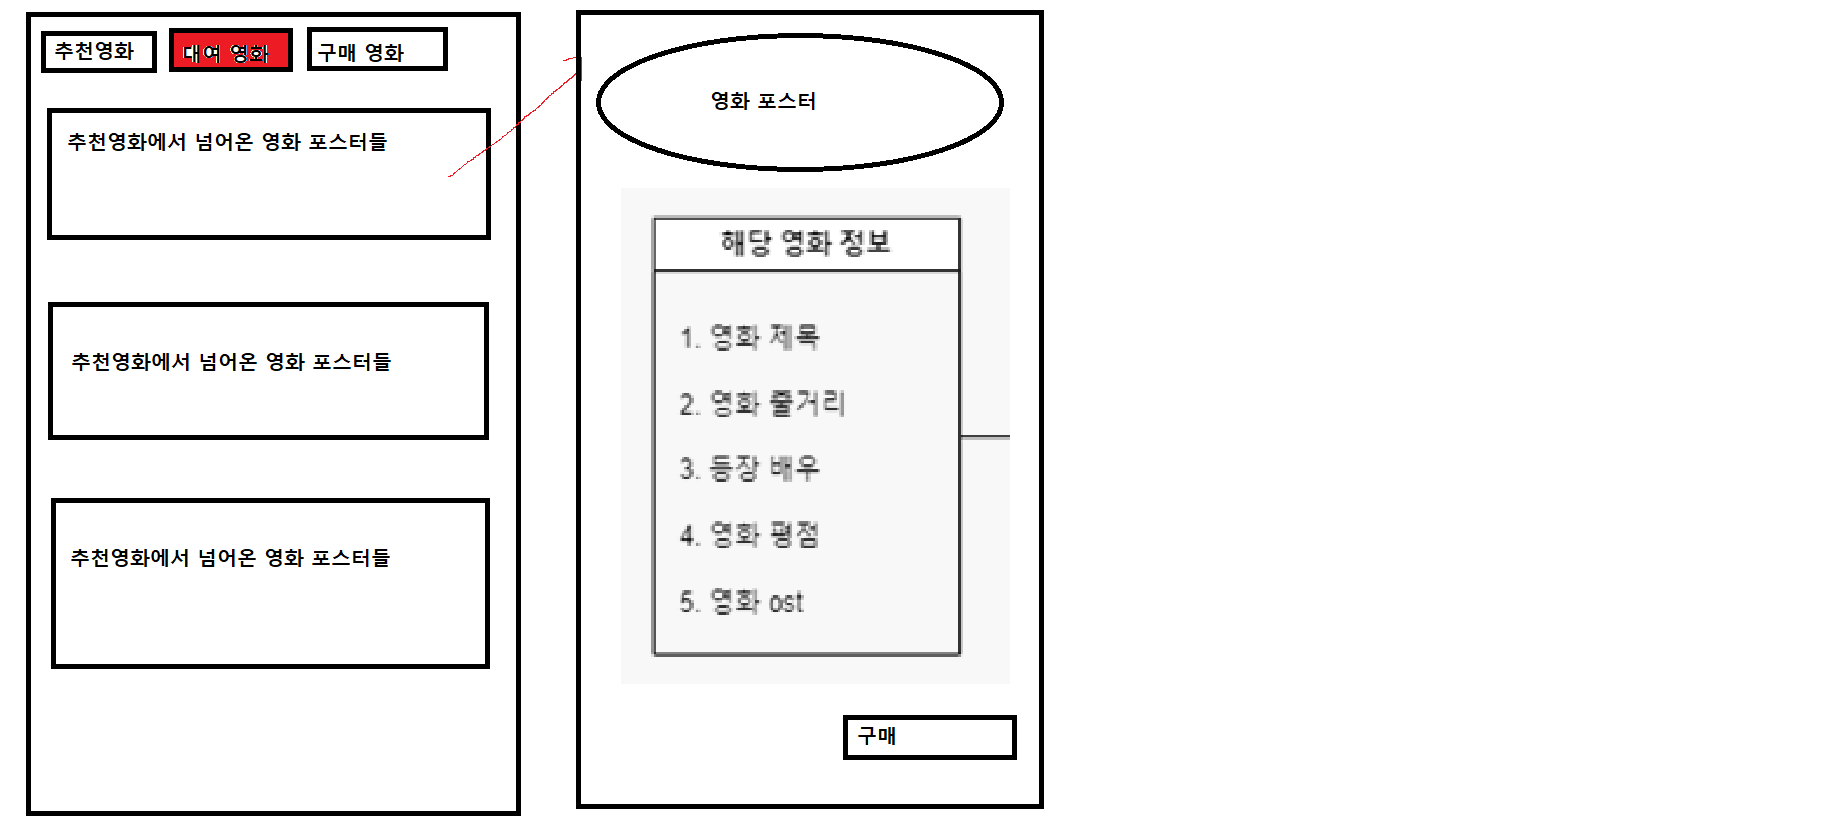 추천영화
대여 영화
구매 영화
추천영화에서 넘어온 영화 포스터들
추천영화에서 넘어온 영화 포스터들
추천영화에서 넘어온 영화 포스터들
영화 포스터
해당 영화 정보
1. 영화 제목
2. 영화 줄거리
3. 등장 배우
4. 영화 평점
5. 영화 ost
구매